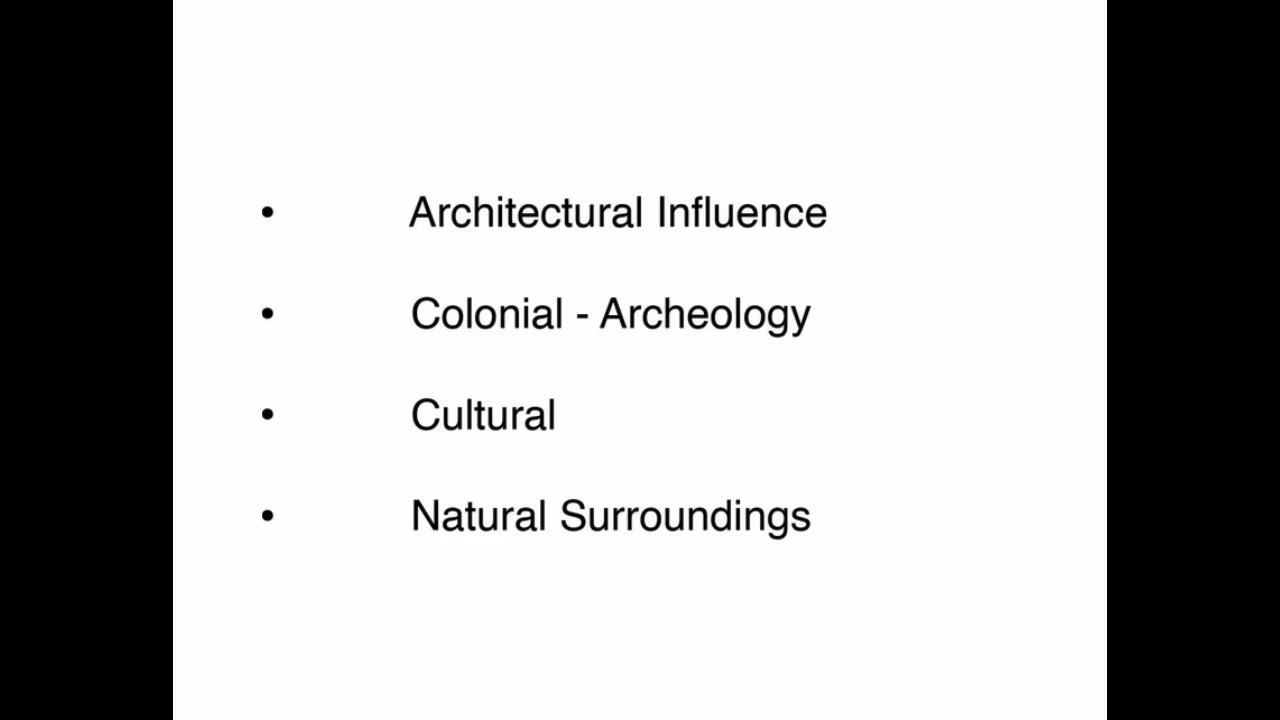 • Architectural Influence
• Colonial - Archeology
• Cultural
• Natural Surroundings